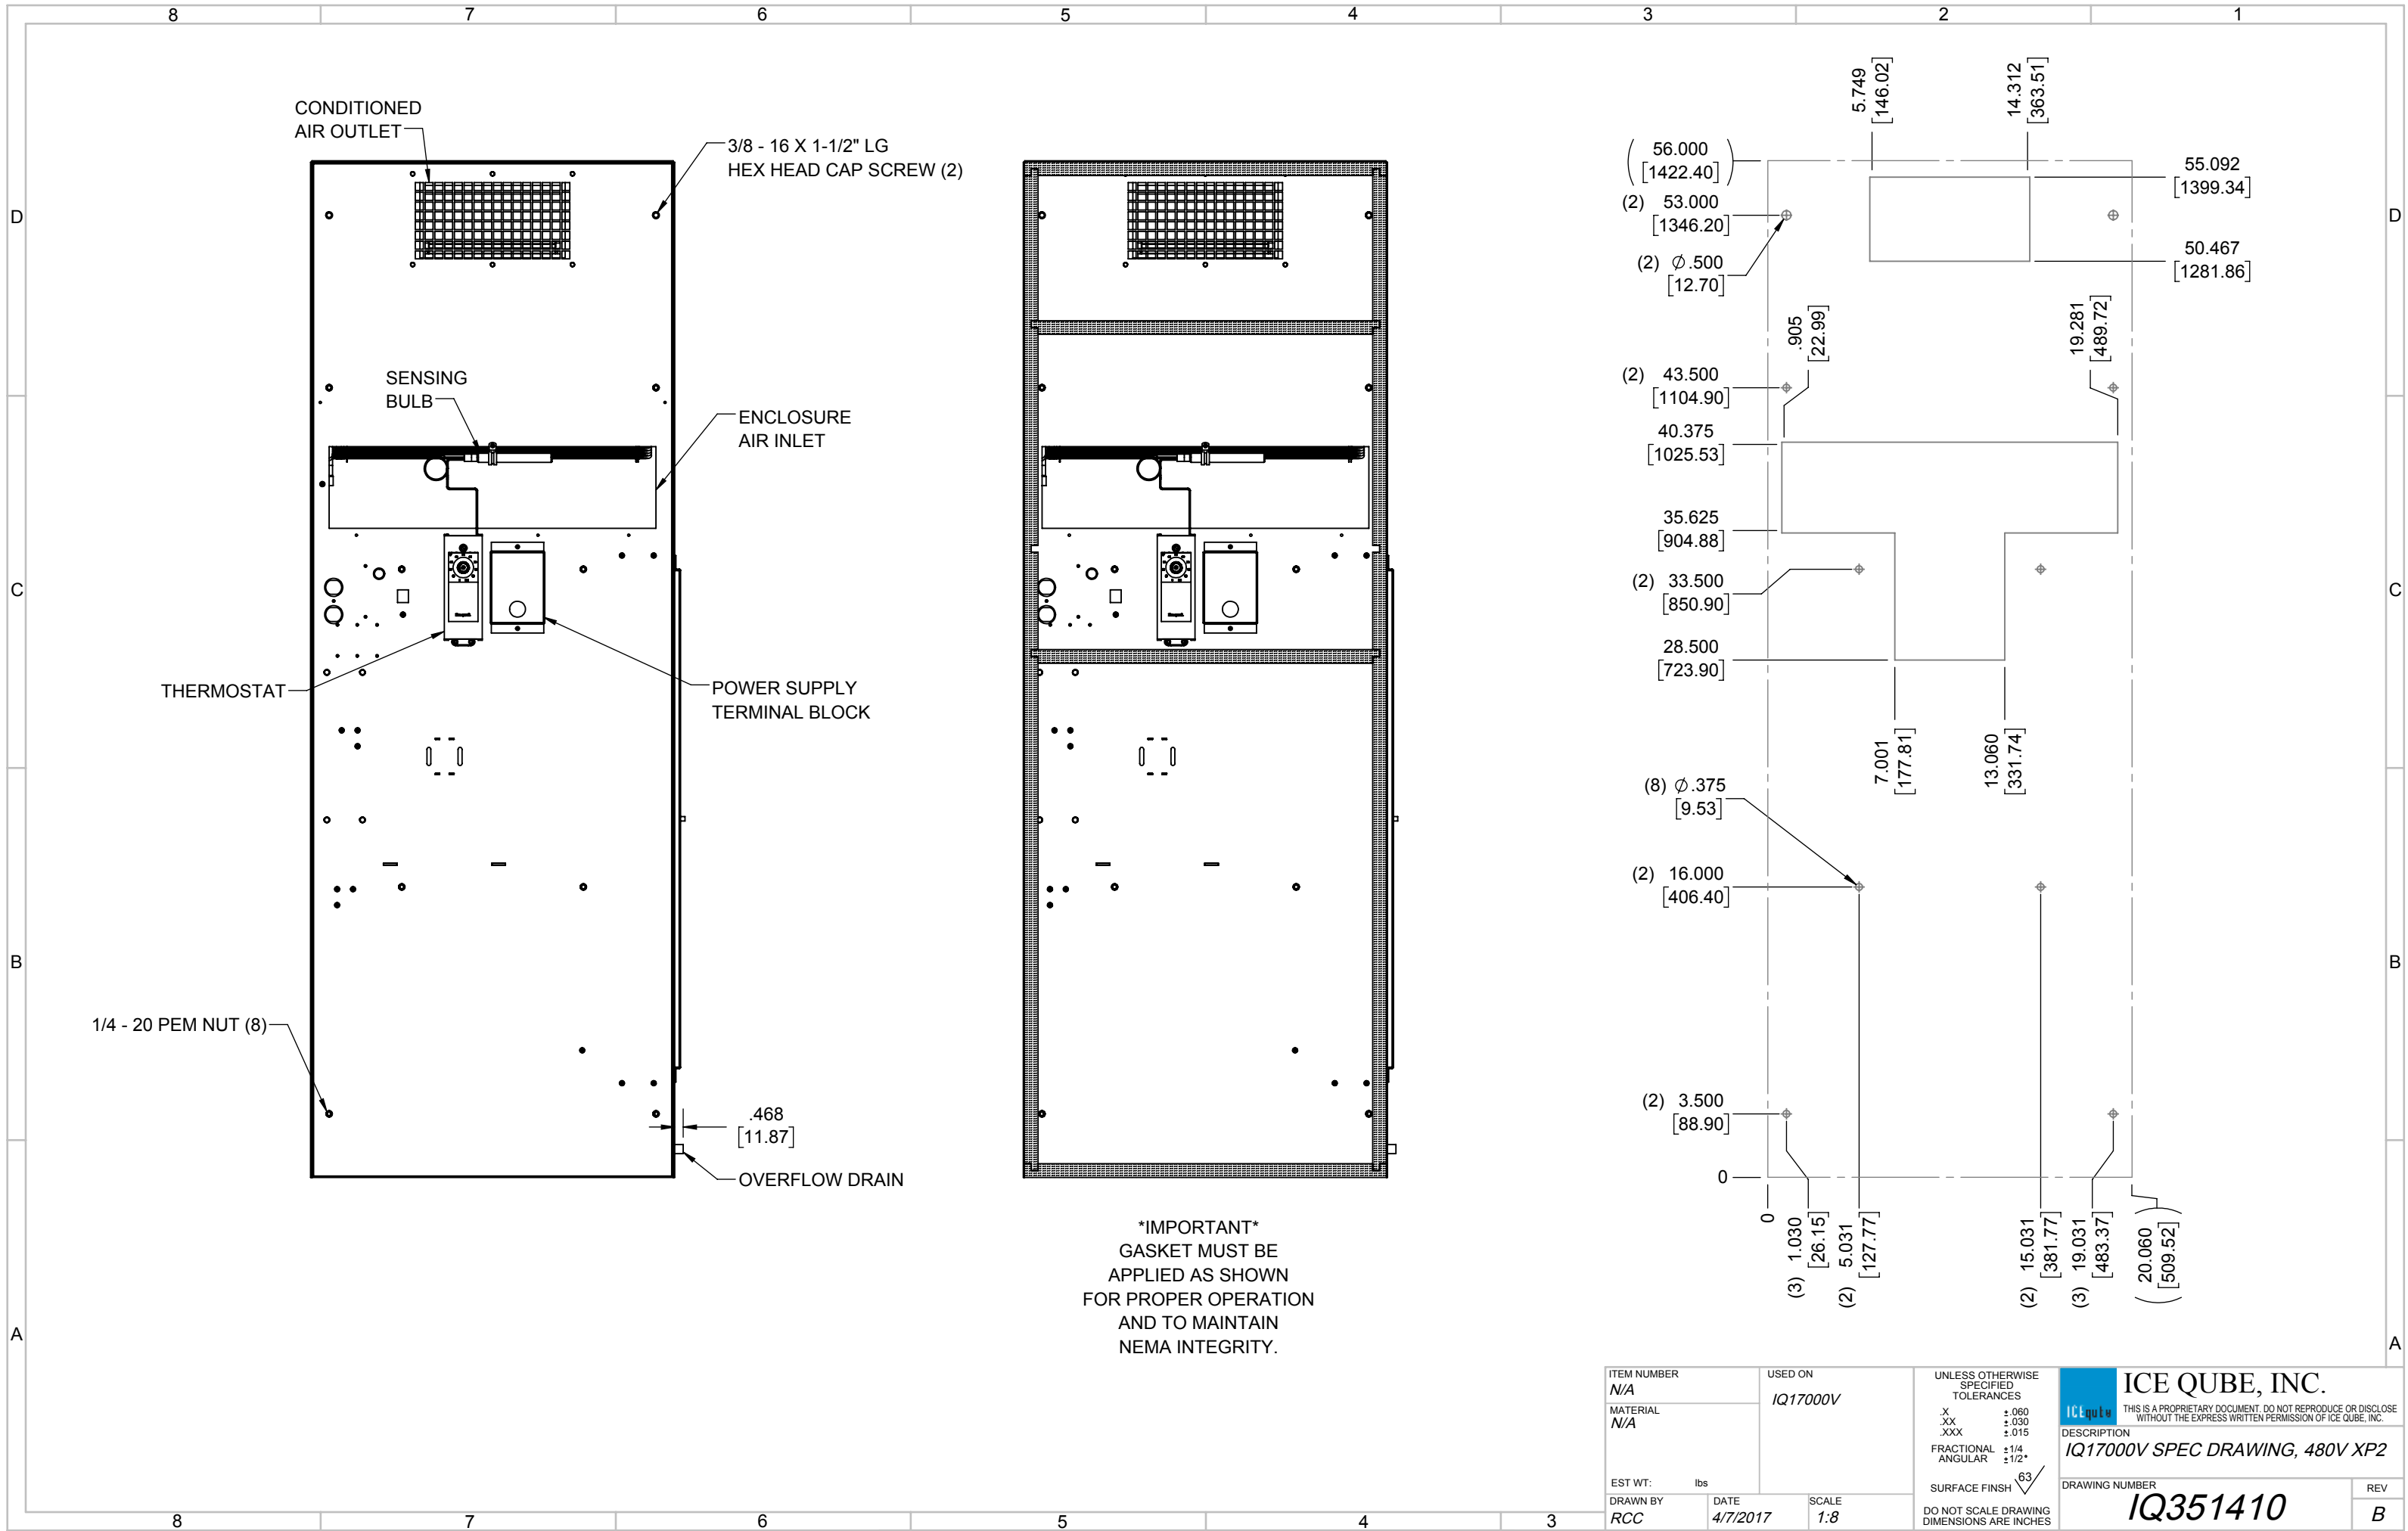 8 7 6 5 4 3 2 1
D
C
B
A
CONDITIONED
AIR OUTLET
3/8 - 16 X 1-1/2" LG
HEX HEAD CAP SCREW (2)
SENSING
BULB
ENCLOSURE
AIR INLET
THERMOSTAT
POWER SUPPLY
TERMINAL BLOCK
1/4 - 20 PEM NUT (8)
.468
[11.87]
OVERFLOW DRAIN
*IMPORTANT*
GASKET MUST BE
APPLIED AS SHOWN
FOR PROPER OPERATION
AND TO MAINTAIN
NEMA INTEGRITY.
5.749
[146.02]
14.312
[363.51]
(56.000
[1422.40])
55.092
[1399.34]
(2) 53.000
[1346.20]
50.467
[1281.86]
(2) Ø.500
[12.70]
.905
[22.99]
19.281
[489.72]
(2) 43.500
[1104.90]
40.375
[1025.53]
35.625
[904.88]
(2) 33.500
[850.90]
28.500
[723.90]
7.001
[177.81]
13.060
[331.74]
(8) Ø.375
[9.53]
(2) 16.000
[406.40]
(2) 3.500
[88.90]
0
0
(3) 1.030
[26.15]
(2) 5.031
[127.77]
(2) 15.031
[381.77]
(3) 19.031
[483.37]
(20.060
[509.52])
D
C
B
A
ITEM NUMBER
N/A
MATERIAL
N/A
EST WT: lbs
USED ON
IQ17000V
DRAWN BY
RCC
DATE
4/7/2017
SCALE
1:8
UNLESS OTHERWISE
SPECIFIED
TOLERANCES
.X ±.060
.XX ±.030
.XXX ±.015
FRACTIONAL ±1/4
ANGULAR ±1/2°
SURFACE FINSH 63
DO NOT SCALE DRAWING
DIMENSIONS ARE INCHES
ICEqube
ICE QUBE, INC.
THIS IS A PROPRIETARY DOCUMENT. DO NOT REPRODUCE OR DISCLOSE
WITHOUT THE EXPRESS WRITTEN PERMISSION OF ICE QUBE, INC.
DESCRIPTION
IQ17000V SPEC DRAWING, 480V XP2
DRAWING NUMBER
IQ351410
REV
B
8 7 6 5 4 3